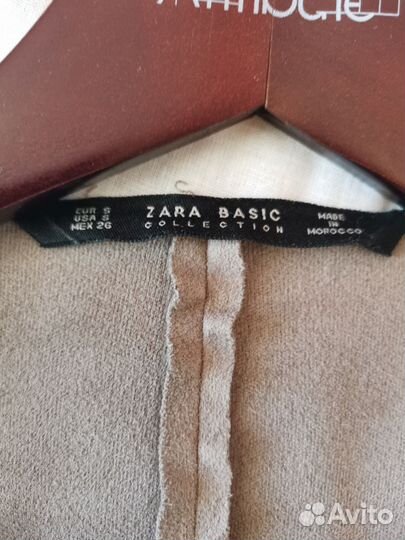 EUR S
USA S
MEX 26
ZARA BASIC
COLLECTION
MADE
IN
MOROCCO
Avito